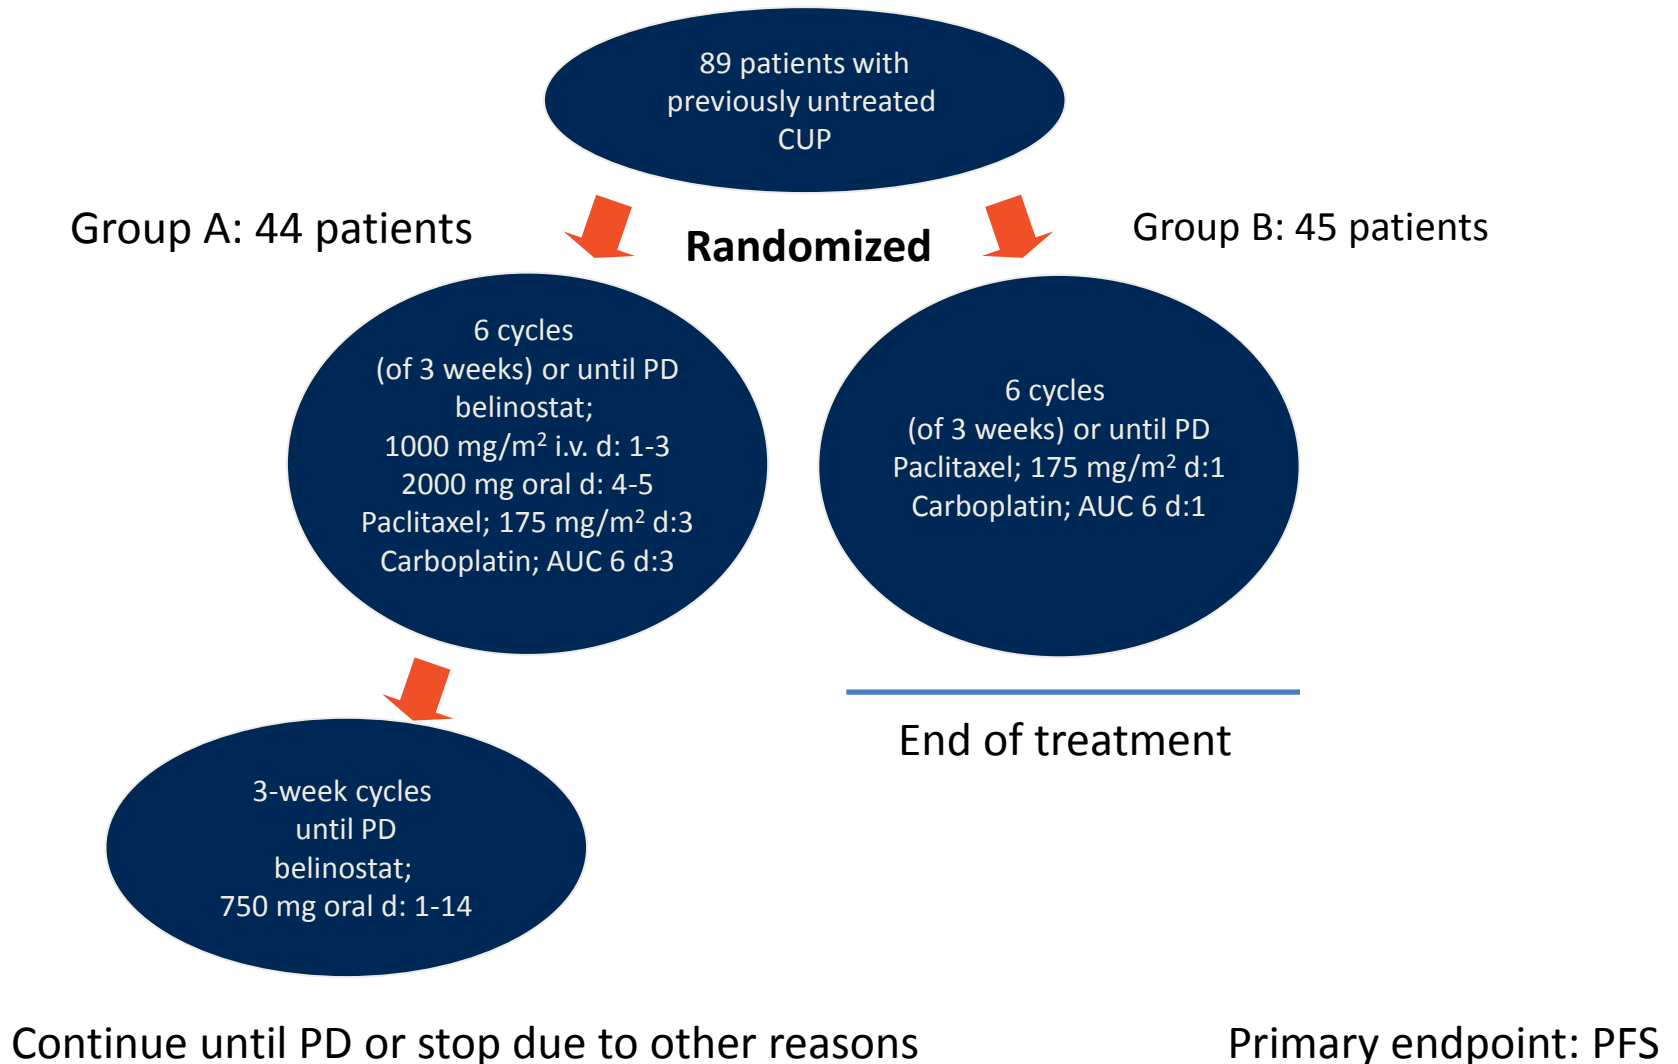 89 patients with
previously untreated
CUP
Group A: 44 patients
Randomized
Group B: 45 patients
6 cycles
(of 3 weeks) or until PD
belinostat;
1000 mg/m² i.v. d: 1-3
2000 mg oral d: 4-5
Paclitaxel; 175 mg/m² d:3
Carboplatin; AUC 6 d:3
6 cycles
(of 3 weeks) or until PD
Paclitaxel; 175 mg/m² d:1
Carboplatin; AUC 6 d:1
End of treatment
3-week cycles
until PD
belinostat;
750 mg oral d: 1-14
Continue until PD or stop due to other reasons
Primary endpoint: PFS